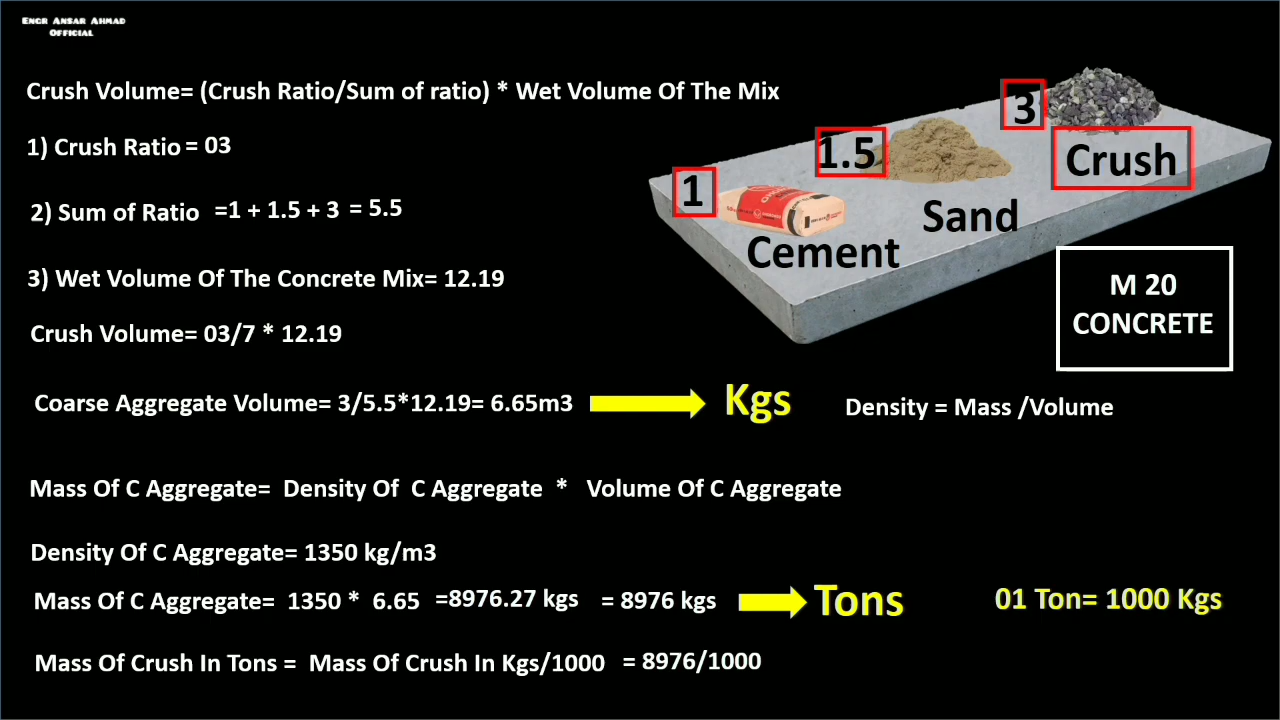 Engr Ansar Ahmad
Official
Crush Volume= (Crush Ratio/Sum of ratio) * Wet Volume Of The Mix
1) Crush Ratio = 03
2) Sum of Ratio =1 + 1.5 + 3 = 5.5
3) Wet Volume Of The Concrete Mix= 12.19
Crush Volume= 03/7 * 12.19
3
Crush
1.5
Sand
1
Cement
M 20
CONCRETE
Coarse Aggregate Volume= 3/5.5*12.19= 6.65m3
Kgs
Density = Mass /Volume
Mass Of C Aggregate= Density Of C Aggregate * Volume Of C Aggregate
Density Of C Aggregate= 1350 kg/m3
Mass Of C Aggregate= 1350 * 6.65 =8976.27 kgs = 8976 kgs
Tons
01 Ton= 1000 Kgs
Mass Of Crush In Tons = Mass Of Crush In Kgs/1000 = 8976/1000